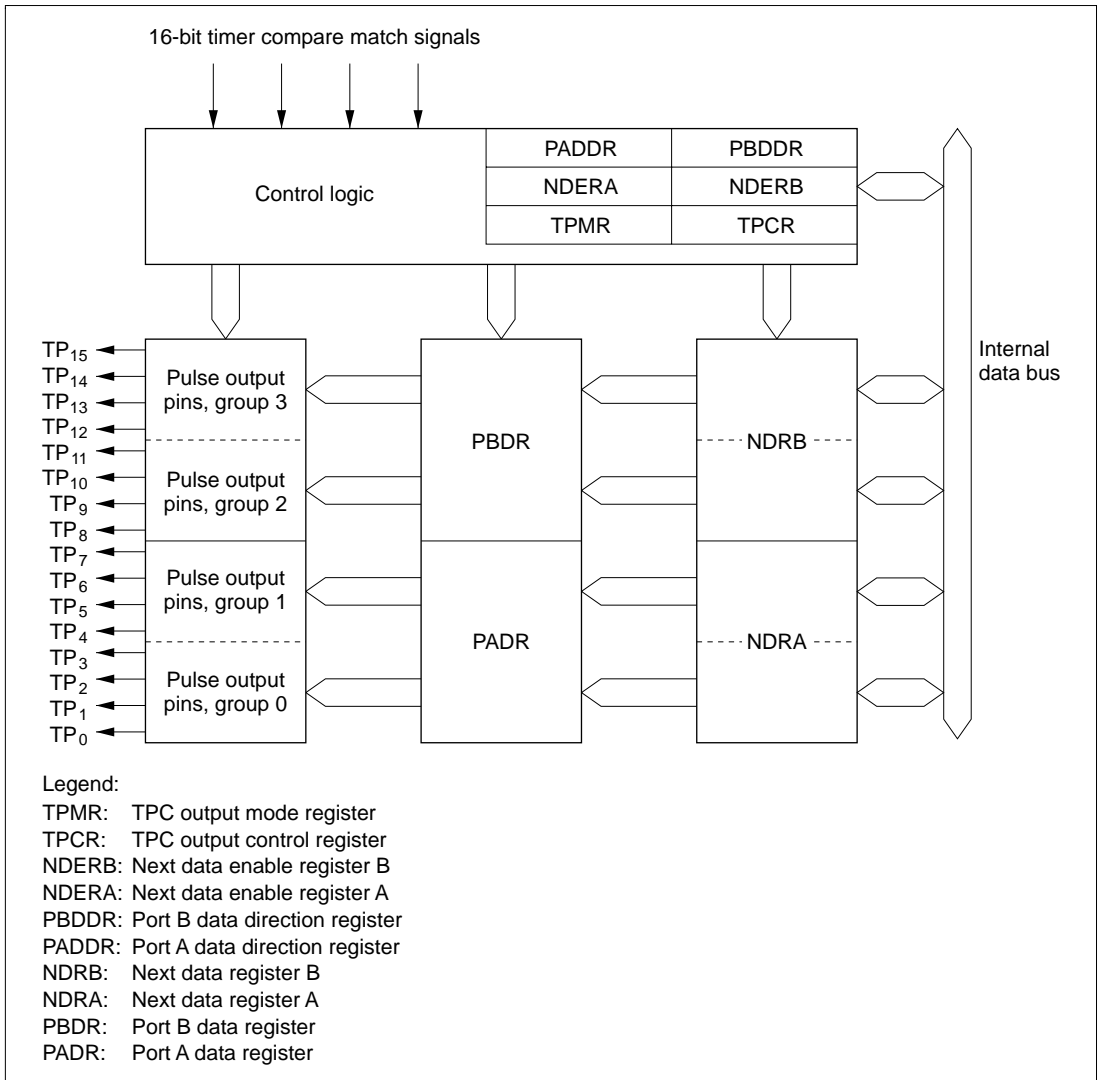 16-bit timer compare match signals
Control logic
PADDR
PBDDR
NDERA
NDERB
TPMR
TPCR
Internal
data bus
TP15
TP14
TP13
TP12
TP11
TP10
TP9
TP8
TP7
TP6
TP5
TP4
TP3
TP2
TP1
TP0
Pulse output
pins, group 3
Pulse output
pins, group 2
Pulse output
pins, group 1
Pulse output
pins, group 0
PBDR
PADR
NDRB
NDRA
Legend:
TPMR: TPC output mode register
TPCR: TPC output control register
NDERB: Next data enable register B
NDERA: Next data enable register A
PBDDR: Port B data direction register
PADDR: Port A data direction register
NDRB: Next data register B
NDRA: Next data register A
PBDR: Port B data register
PADR: Port A data register